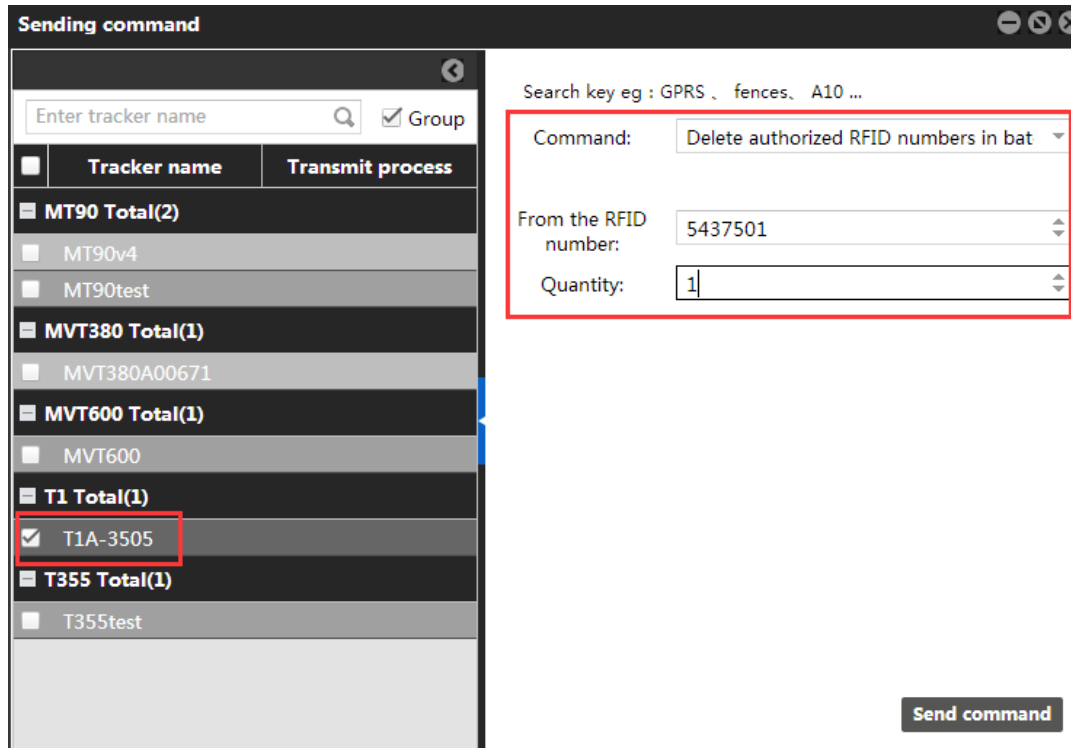 Sending command
Enter tracker name
Group
Tracker name
Transmit process
MT90 Total(2)
MT90v4
MT90test
MVT380 Total(1)
MVT380A00671
MVT600 Total(1)
MVT600
T1 Total(1)
T1A-3505
T355 Total(1)
T355test
Search key eg : GPRS 、 fences、 A10 ...
Command:
Delete authorized RFID numbers in bat
From the RFID
number:
5437501
Quantity:
1
Send command